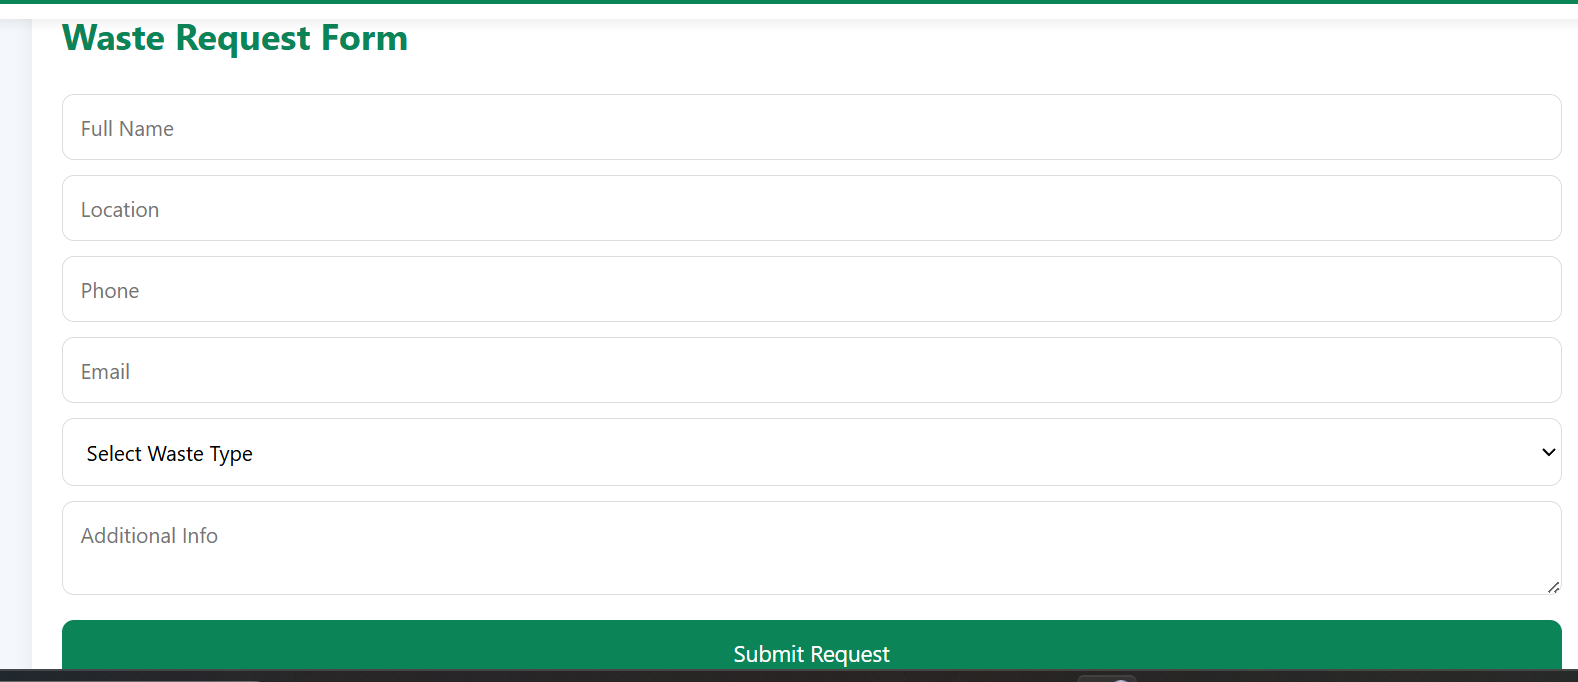 Waste Request Form
Full Name
Location
Phone
Email
Select Waste Type
Additional Info
Submit Request